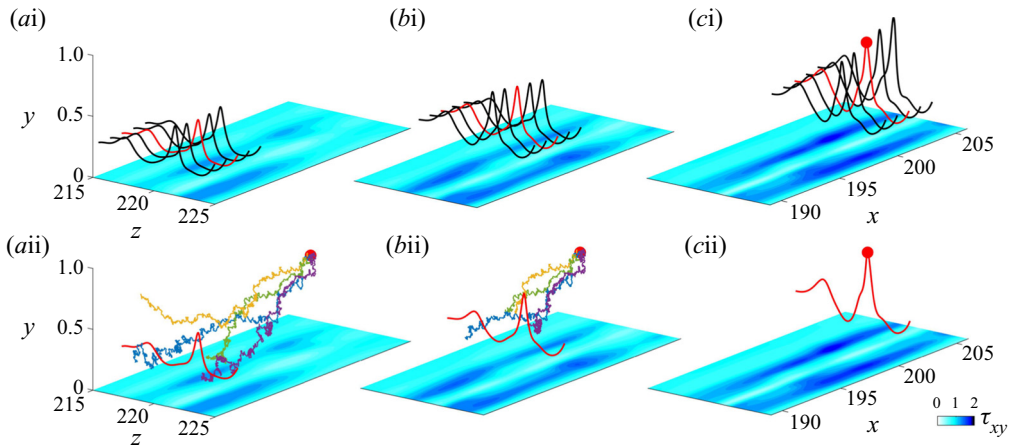 (ai) (bi) (ci)
1.0
y 0.5
0
215 220 225
z
190 195 200 205
x
(aii) (bii) (cii)
1.0
y 0.5
0
215 220 225
z
190 195 200 205
x
0 1 2
τxy